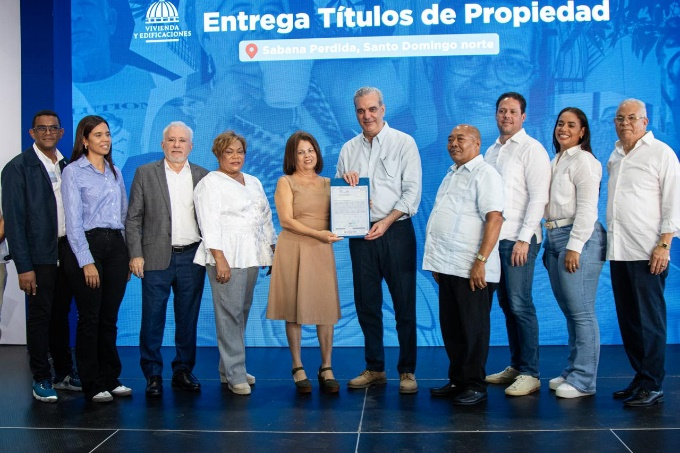 VIVIENDA
Y EDIFICACIONES
Entrega Títulos de Propiedad
Sabana Perdida, Santo Domingo norte